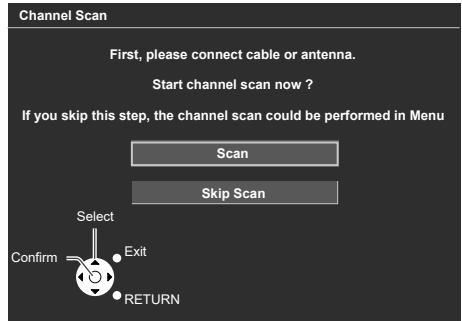 Channel Scan
First, please connect cable or antenna.
Start channel scan now ?
If you skip this step, the channel scan could be performed in Menu
Scan
Skip Scan
Select
Exit
Confirm
RETURN